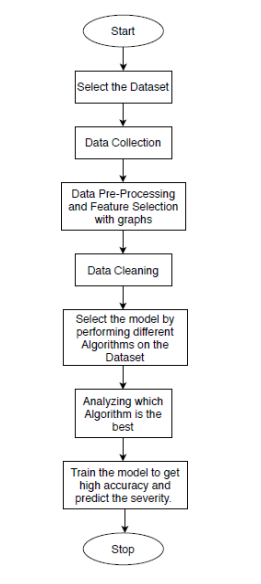 Start
Select the Dataset
Data Collection
Data Pre-Processing
and Feature Selection
with graphs
Data Cleaning
Select the model by
performing different
Algorithms on the
Dataset
Analyzing which
Algorithm is the
best
Train the model to get
high accuracy and
predict the severity.
Stop